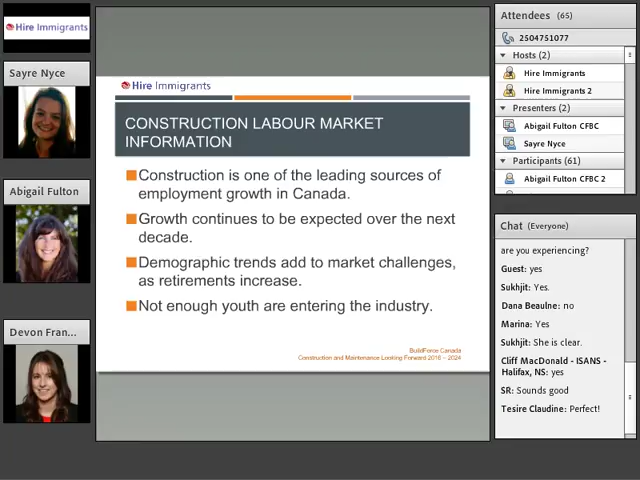 Hire Immigrants
Sayre Nyce
Abigail Fulton
Devon Fran...
Hire Immigrants
CONSTRUCTION LABOUR MARKET
INFORMATION
Construction is one of the leading sources of
employment growth in Canada.
Growth continues to be expected over the next
decade.
Demographic trends add to market challenges,
as retirements increase.
Not enough youth are entering the industry.
BuildForce Canada
Construction and Maintenance Looking Forward 2016 – 2024
Attendees (65)
2504751077
Hosts (2)
Hire Immigrants
Hire Immigrants 2
Presenters (2)
Abigail Fulton CFBC
Sayre Nyce
Participants (61)
Abigail Fulton CFBC 2
Chat (Everyone)
are you experiencing?
Guest: yes
Sukhjit: Yes.
Dana Beaulne: no
Marina: Yes
Sukhjit: She is clear.
Cliff MacDonald - ISANS -
Halifax, NS: yes
SR: Sounds good
Tesire Claudine: Perfect!